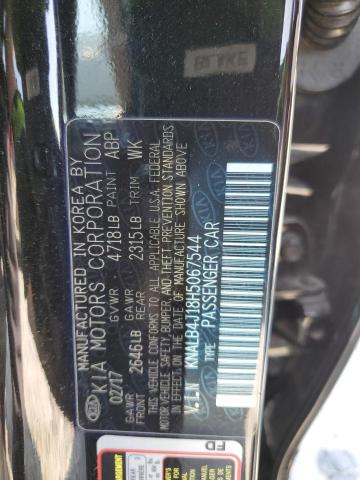 MANUFACTURED IN KOREA BY
KIA MOTORS CORPORATION
02/17 GVWR 4718LB PAINT ABP
GAWR FRONT 2646LB GAWR REAR 2315LB TRIM WK
THIS VEHICLE CONFORMS TO ALL APPLICABLE U.S.A. FEDERAL
MOTOR VEHICLE SAFETY, BUMPER, AND THEFT PREVENTION STANDARDS
IN EFFECT ON THE DATE OF MANUFACTURE SHOWN ABOVE
V.I.N KNALB4J18H5067544
TYPE PASSENGER CAR
KIA